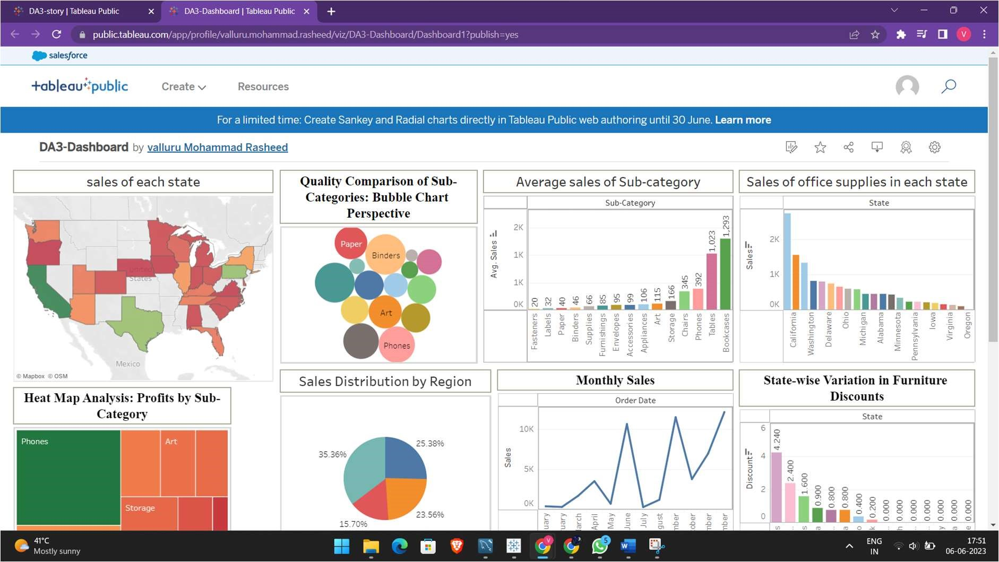 DA3-story | Tableau Public
DA3-Dashboard | Tableau Public
public.tableau.com/app/profile/valluru.mohammad.rasheed/viz/DA3-Dashboard/Dashboard1?publish=yes
V
salesforce
+ableau public
Create
Resources
For a limited time: Create Sankey and Radial charts directly in Tableau Public web authoring until 30 June. Learn more
DA3-Dashboard by valluru Mohammad Rasheed
sales of each state
United
States
Mexico
© Mapbox © OSM
Quality Comparison of Sub-
Categories: Bubble Chart
Perspective
Paper
Binders
Art
Phones
Average sales of Sub-category
Sub-Category
Avg. Sales
2K
1K
1K
0K
20
32
40
46
66
85
95
99
106
115
166
345
392
1,023
1,293
Fasteners
Labels
Paper
Binders
Supplies
Furnishings
Envelopes
Accessories
Appliances
Art
Storage
Chairs
Phones
Tables
Bookcases
Sales of office supplies in each state
State
Sales
2K
1K
0K
California
Washington
Delaware
Ohio
Michigan
Alabama
Minnesota
Pennsylvania
Iowa
Virginia
Oregon
Heat Map Analysis: Profits by Sub-
Category
Phones
Art
Storage
Sales Distribution by Region
25.38%
35.36%
23.56%
15.70%
Monthly Sales
Order Date
Sales
10K
5K
0K
uary
ruary
arch
April
May
June
July
gust
mber
ober
mber
mber
State-wise Variation in Furniture
Discounts
State
Discount
6
4
2
0
4.240
2.400
1.600
0.900
0.800
0.800
0.400
0.200
0.000
0.000
0.000
0.000
0.000
0.000
0.000
41°C
Mostly sunny
V
5
ENG
IN
17:51
06-06-2023